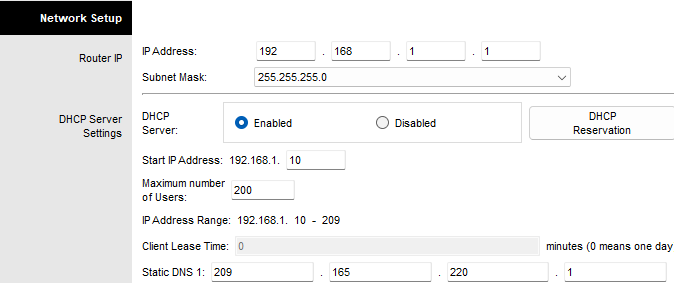 Network Setup
Router IP
IP Address: 192 . 168 . 1 . 1
Subnet Mask: 255.255.255.0
DHCP Server
Settings
DHCP
Server:
Enabled Disabled
DHCP
Reservation
Start IP Address: 192.168.1. 10
Maximum number
of Users:
200
IP Address Range: 192.168.1. 10 - 209
Client Lease Time: 0 minutes (0 means one day
Static DNS 1: 209 . 165 . 220 . 1